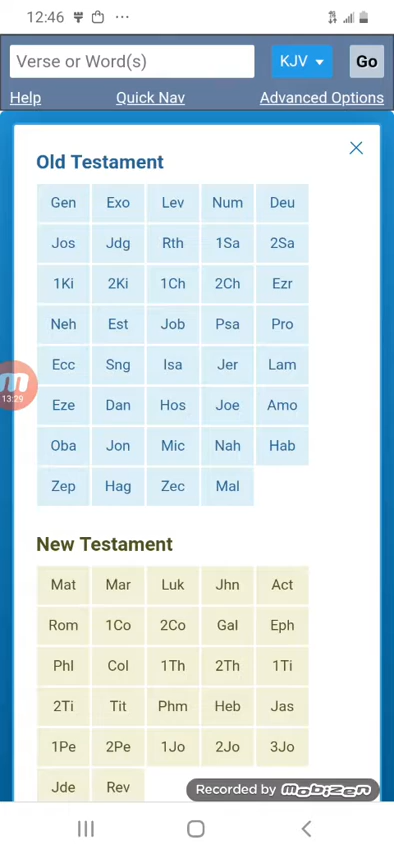 12:46
Verse or Word(s)
KJV
Go
Help
Quick Nav
Advanced Options
Old Testament
Gen Exo Lev Num Deu
Jos Jdg Rth 1Sa 2Sa
1Ki 2Ki 1Ch 2Ch Ezr
Neh Est Job Psa Pro
Ecc Sng Isa Jer Lam
Eze Dan Hos Joe Amo
Oba Jon Mic Nah Hab
Zep Hag Zec Mal
13:29
New Testament
Mat Mar Luk Jhn Act
Rom 1Co 2Co Gal Eph
Phl Col 1Th 2Th 1Ti
2Ti Tit Phm Heb Jas
1Pe 2Pe 1Jo 2Jo 3Jo
Jde Rev
Recorded by mobizen